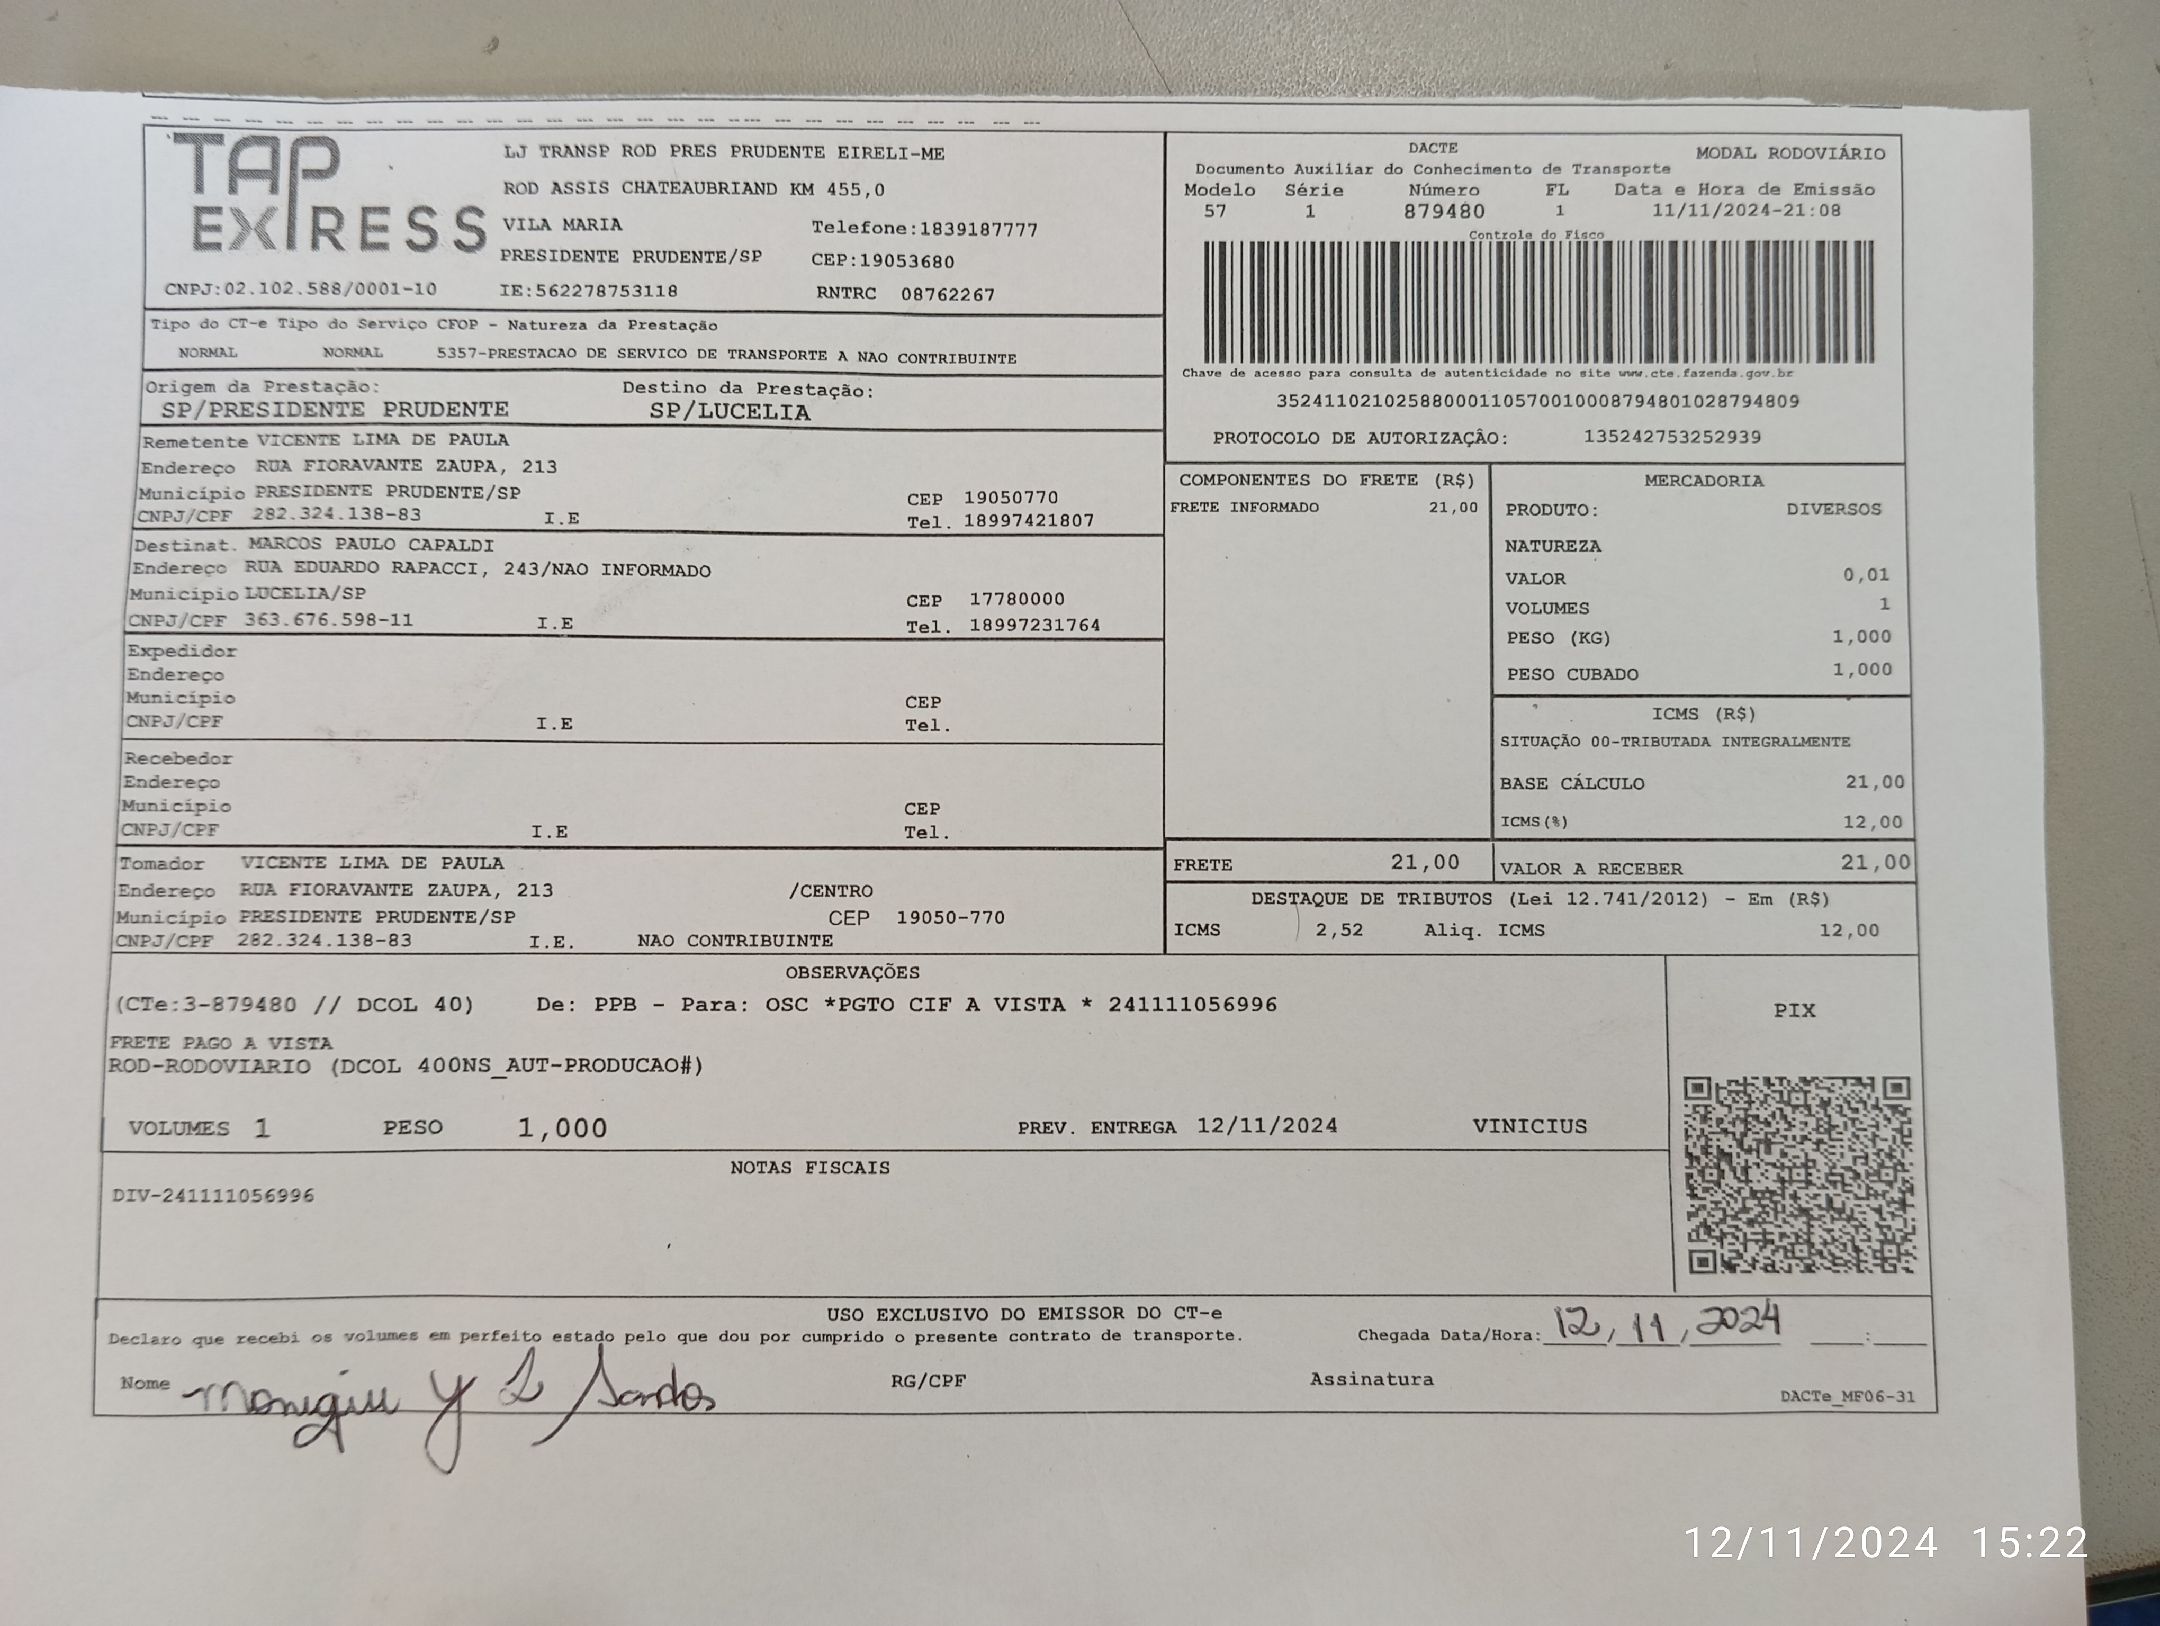 TAP EXPRESS
CNPJ:02.102.588/0001-10
LJ TRANSP ROD PRES PRUDENTE EIRELI-ME
ROD ASSIS CHATEAUBRIAND KM 455,0
VILA MARIA Telefone:1839187777
PRESIDENTE PRUDENTE/SP CEP:19053680
IE:562278753118 RNTRC 08762267
DACTE MODAL RODOVIÁRIO
Documento Auxiliar do Conhecimento de Transporte
Modelo Série Número FL Data e Hora de Emissão
57 1 879480 1 11/11/2024-21:08
Controle do Fisco
Chave de acesso para consulta de autenticidade no site www.cte.fazenda.gov.br
35241102102588000110570010008794801028794809
PROTOCOLO DE AUTORIZAÇÂO: 135242753252939
Tipo do CT-e Tipo do Serviço CFOP - Natureza da Prestação
NORMAL NORMAL 5357-PRESTACAO DE SERVICO DE TRANSPORTE A NAO CONTRIBUINTE
Origem da Prestação: Destino da Prestação:
SP/PRESIDENTE PRUDENTE SP/LUCELIA
Remetente VICENTE LIMA DE PAULA
Endereço RUA FIORAVANTE ZAUPA, 213
Município PRESIDENTE PRUDENTE/SP CEP 19050770
CNPJ/CPF 282.324.138-83 I.E Tel. 18997421807
Destinat. MARCOS PAULO CAPALDI
Endereço RUA EDUARDO RAPACCI, 243/NAO INFORMADO
Município LUCELIA/SP CEP 17780000
CNPJ/CPF 363.676.598-11 I.E Tel. 18997231764
Expedidor
Endereço
Município CEP
CNPJ/CPF I.E Tel.
Recebedor
Endereço
Município CEP
CNPJ/CPF I.E Tel.
Tomador VICENTE LIMA DE PAULA
Endereço RUA FIORAVANTE ZAUPA, 213 /CENTRO
Município PRESIDENTE PRUDENTE/SP CEP 19050-770
CNPJ/CPF 282.324.138-83 I.E. NAO CONTRIBUINTE
COMPONENTES DO FRETE (R$)
FRETE INFORMADO 21,00
MERCADORIA
PRODUTO: DIVERSOS
NATUREZA
VALOR 0,01
VOLUMES 1
PESO (KG) 1,000
PESO CUBADO 1,000
ICMS (R$)
SITUAÇÃO 00-TRIBUTADA INTEGRALMENTE
BASE CÁLCULO 21,00
ICMS(%) 12,00
FRETE 21,00 VALOR A RECEBER 21,00
DESTAQUE DE TRIBUTOS (Lei 12.741/2012) - Em (R$)
ICMS 2,52 Aliq. ICMS 12,00
OBSERVAÇÕES
(CTe:3-879480 // DCOL 40) De: PPB - Para: OSC *PGTO CIF A VISTA * 241111056996
FRETE PAGO A VISTA
ROD-RODOVIARIO (DCOL 400NS_AUT-PRODUCAO#)
VOLUMES 1 PESO 1,000 PREV. ENTREGA 12/11/2024 VINICIUS
PIX
NOTAS FISCAIS
DIV-241111056996
USO EXCLUSIVO DO EMISSOR DO CT-e
Declaro que recebi os volumes em perfeito estado pelo que dou por cumprido o presente contrato de transporte. Chegada Data/Hora: 12, 11, 2024 :
Nome Y L Santos RG/CPF Assinatura
DACTe_MF06-31
12/11/2024 15:22